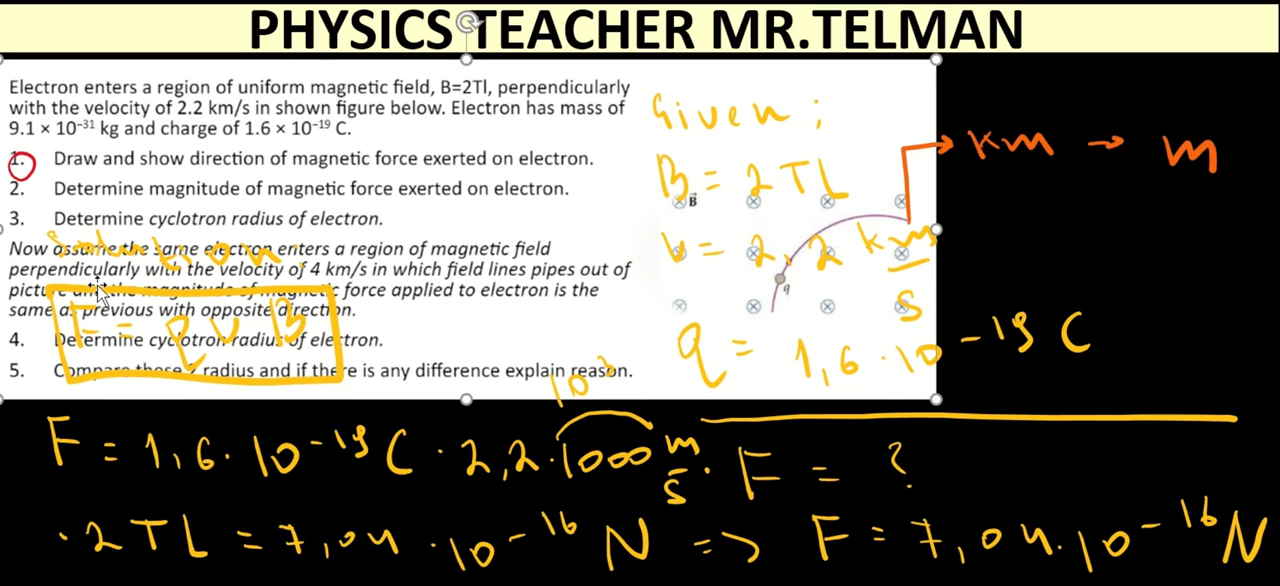 PHYSICS TEACHER MR.TELMAN
Electron enters a region of uniform magnetic field, B=2Tl, perpendicularly
with the velocity of 2.2 km/s in shown figure below. Electron has mass of
9.1 × 10⁻³¹ kg and charge of 1.6 × 10⁻¹⁹ C.
1. Draw and show direction of magnetic force exerted on electron.
2. Determine magnitude of magnetic force exerted on electron.
3. Determine cyclotron radius of electron.
Now assume the same electron enters a region of magnetic field
perpendicularly with the velocity of 4 km/s in which field lines pipes out of
picture with the magnitude of magnetic force applied to electron is the
same as previous with opposite direction.
4. Determine cyclotron radius of electron.
5. Compare these 2 radius and if there is any difference explain reason.
Solution
F = q υ B
Given ;
B = 2 TL
B
υ = 2,2 km/s
q
q = 1,6 · 10⁻¹⁹ C
km → m
F = ?
10³
F = 1,6 · 10⁻¹⁹ C · 2,2 · 1000 m/s ·
· 2 TL = 7,04 · 10⁻¹⁶ N => F = 7,04 · 10⁻¹⁶ N